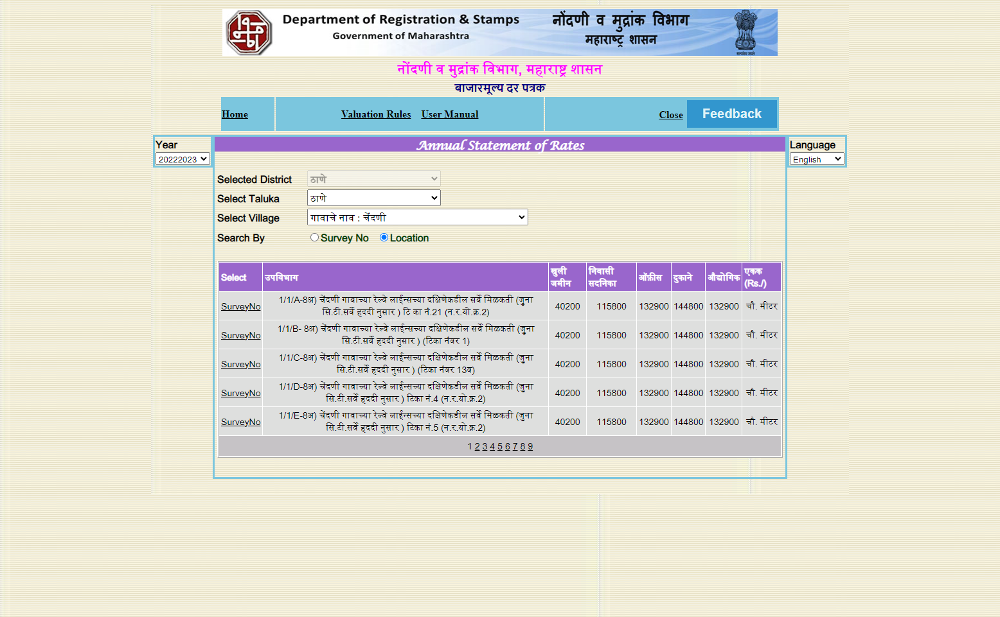 Department of Registration & Stamps
Government of Maharashtra
नोंदणी व मुद्रांक विभाग
महाराष्ट्र शासन
नोंदणी व मुद्रांक विभाग, महाराष्ट्र शासन
बाजारमूल्य दर पत्रक
Home Valuation Rules User Manual Close Feedback
Year
20222023
Annual Statement of Rates
Language
English
Selected District ठाणे
Select Taluka ठाणे
Select Village गावाचे नाव : चेंदणी
Search By Survey No Location
Select उपविभाग खुली जमीन निवासी सदनिका ऑफ़ीस दुकाने औद्योगिक एकक (Rs./)
SurveyNo 1/1/A-8अ) चेंदणी गावाच्या रेल्वे लाईन्सच्या दक्षिणेकडील सर्वे मिळकती (जुना
सि.टी.सर्वे हददी नुसार ) टि का नं.21 (न.र.यो.क्र.2) 40200 115800 132900 144800 132900 चौ. मीटर
SurveyNo 1/1/B- 8अ) चेंदणी गावाच्या रेल्वे लाईन्सच्या दक्षिणेकडील सर्वे मिळकती (जुना
सि.टी.सर्वे हददी नुसार ) (टिका नंबर 1) 40200 115800 132900 144800 132900 चौ. मीटर
SurveyNo 1/1/C-8अ) चेंदणी गावाच्या रेल्वे लाईन्सच्या दक्षिणेकडील सर्वे मिळकती (जुना
सि.टी.सर्वे हददी नुसार ) (टिका नंबर 13ब) 40200 115800 132900 144800 132900 चौ. मीटर
SurveyNo 1/1/D-8अ) चेंदणी गावाच्या रेल्वे लाईन्सच्या दक्षिणेकडील सर्वे मिळकती (जुना
सि.टी.सर्वे हददी नुसार ) टिका नं.4 (न.र.यो.क्र.2) 40200 115800 132900 144800 132900 चौ. मीटर
SurveyNo 1/1/E-8अ) चेंदणी गावाच्या रेल्वे लाईन्सच्या दक्षिणेकडील सर्वे मिळकती (जुना
सि.टी.सर्वे हददी नुसार ) टिका नं.5 (न.र.यो.क्र.2) 40200 115800 132900 144800 132900 चौ. मीटर
1 2 3 4 5 6 7 8 9